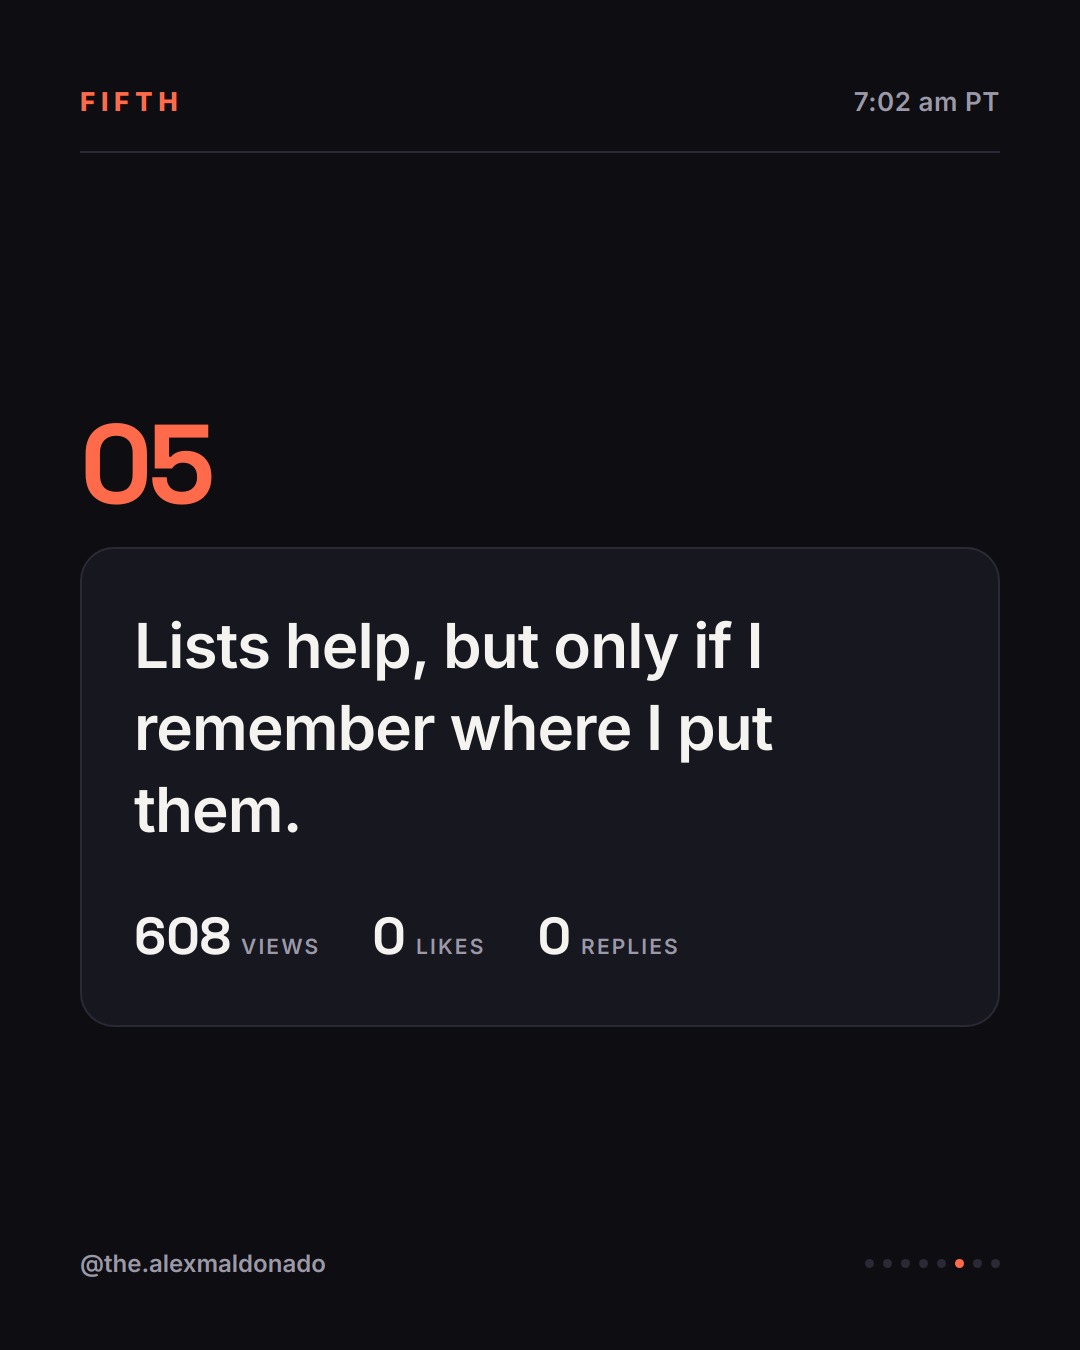 FIFTH
7:02 am PT
05
Lists help, but only if I
remember where I put
them.
608 VIEWS 0 LIKES 0 REPLIES
@the.alexmaldonado